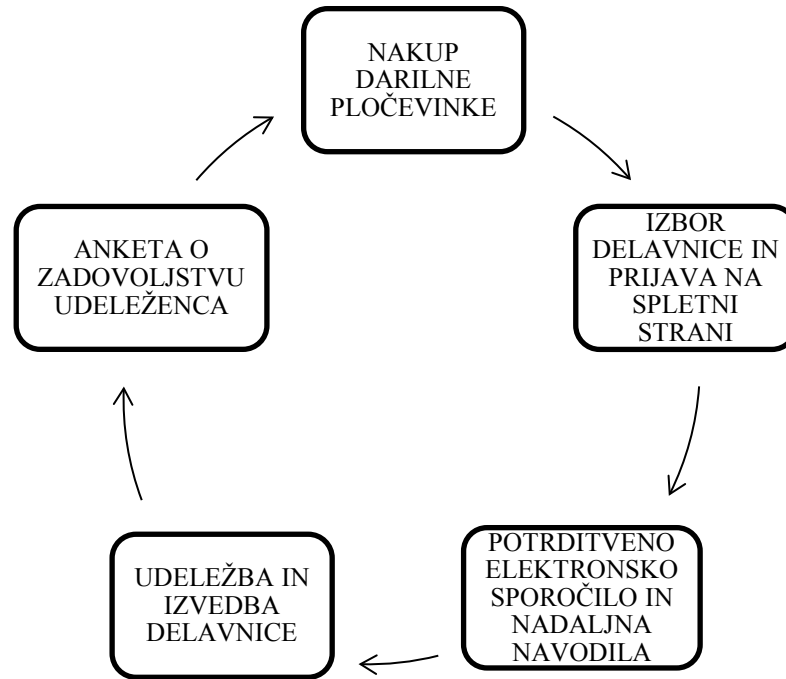 NAKUP
DARILNE
PLOČEVINKE
IZBOR
DELAVNICE IN
PRIJAVA NA
SPLETNI
STRANI
POTRDITVENO
ELEKTRONSKO
SPOROČILO IN
NADALJNA
NAVODILA
UDELEŽBA IN
IZVEDBA
DELAVNICE
ANKETA O
ZADOVOLJSTVU
UDELEŽENCA